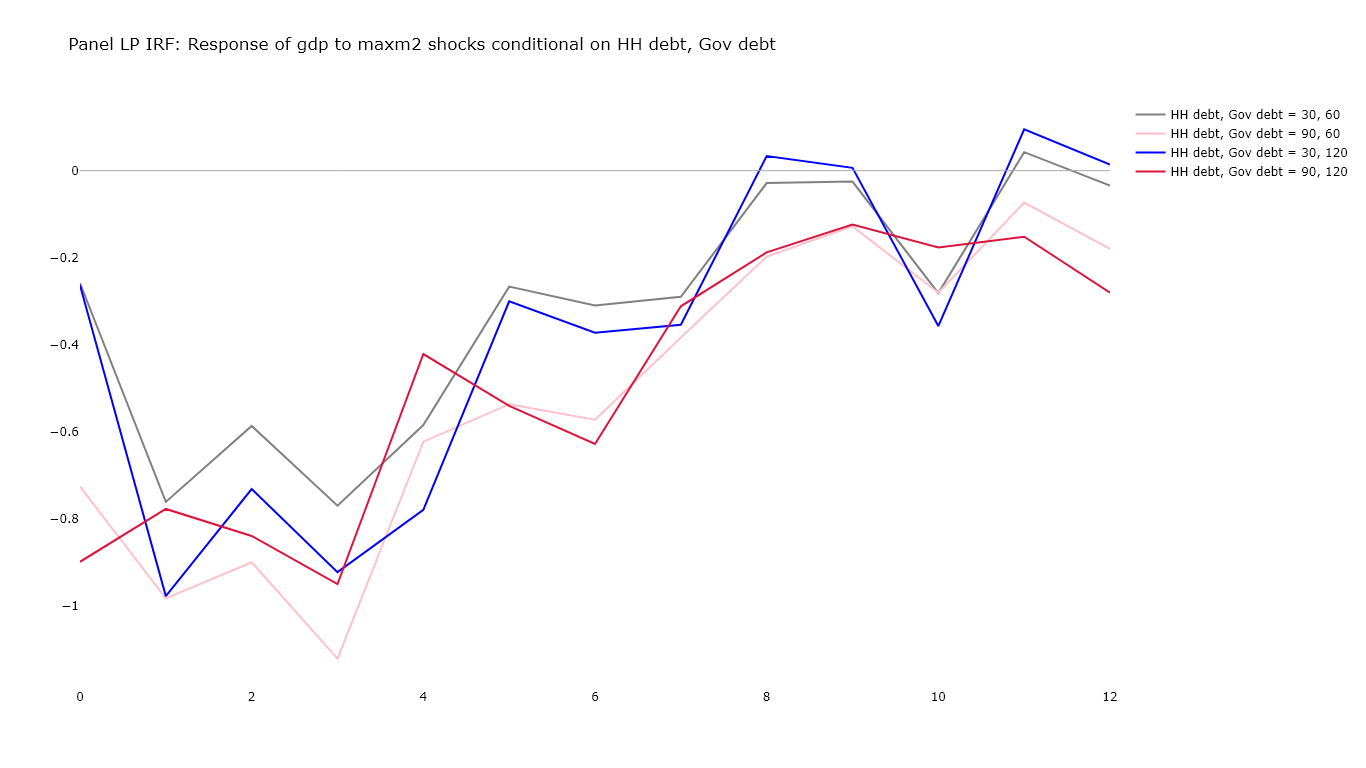 Panel LP IRF: Response of gdp to maxm2 shocks conditional on HH debt, Gov debt
HH debt, Gov debt = 30, 60
HH debt, Gov debt = 90, 60
HH debt, Gov debt = 30, 120
HH debt, Gov debt = 90, 120
0
−0.2
−0.4
−0.6
−0.8
−1
0 2 4 6 8 10 12